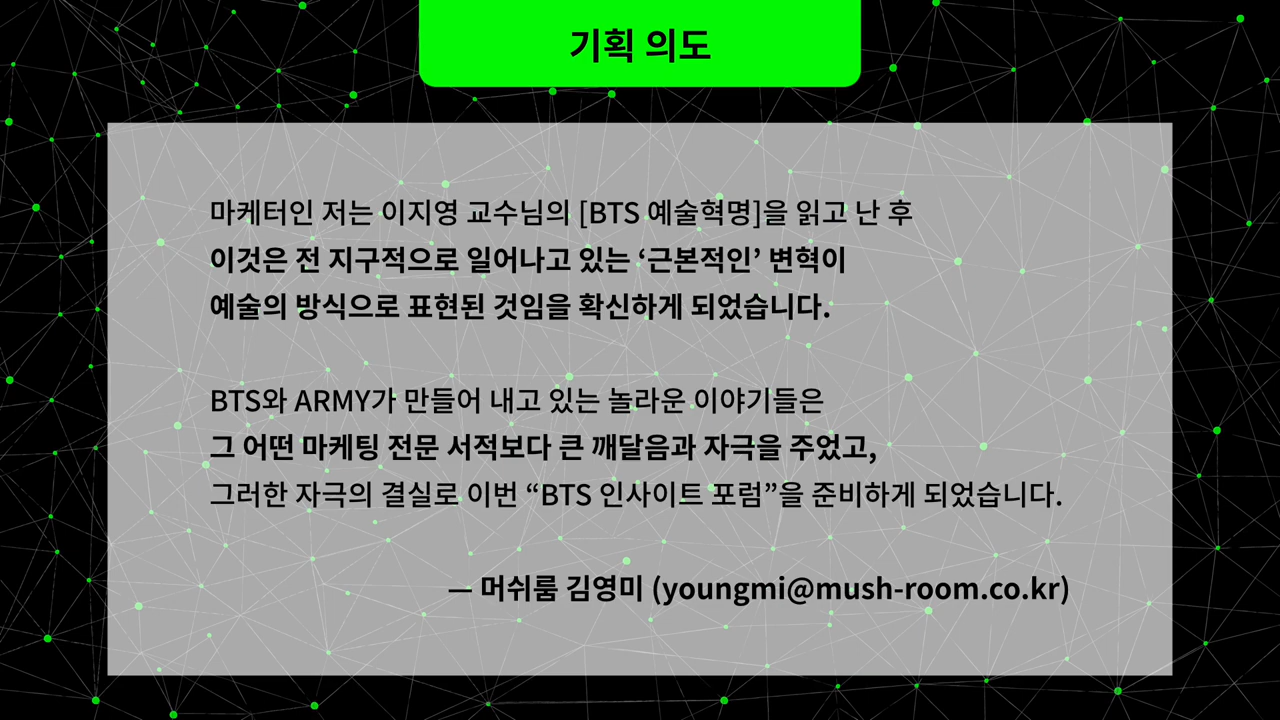 기획 의도
마케터인 저는 이지영 교수님의 [BTS 예술혁명]을 읽고 난 후
이것은 전 지구적으로 일어나고 있는 ‘근본적인’ 변혁이
예술의 방식으로 표현된 것임을 확신하게 되었습니다.
BTS와 ARMY가 만들어 내고 있는 놀라운 이야기들은
그 어떤 마케팅 전문 서적보다 큰 깨달음과 자극을 주었고,
그러한 자극의 결실로 이번 “BTS 인사이트 포럼”을 준비하게 되었습니다.
— 머쉬룸 김영미 (youngmi@mush-room.co.kr)